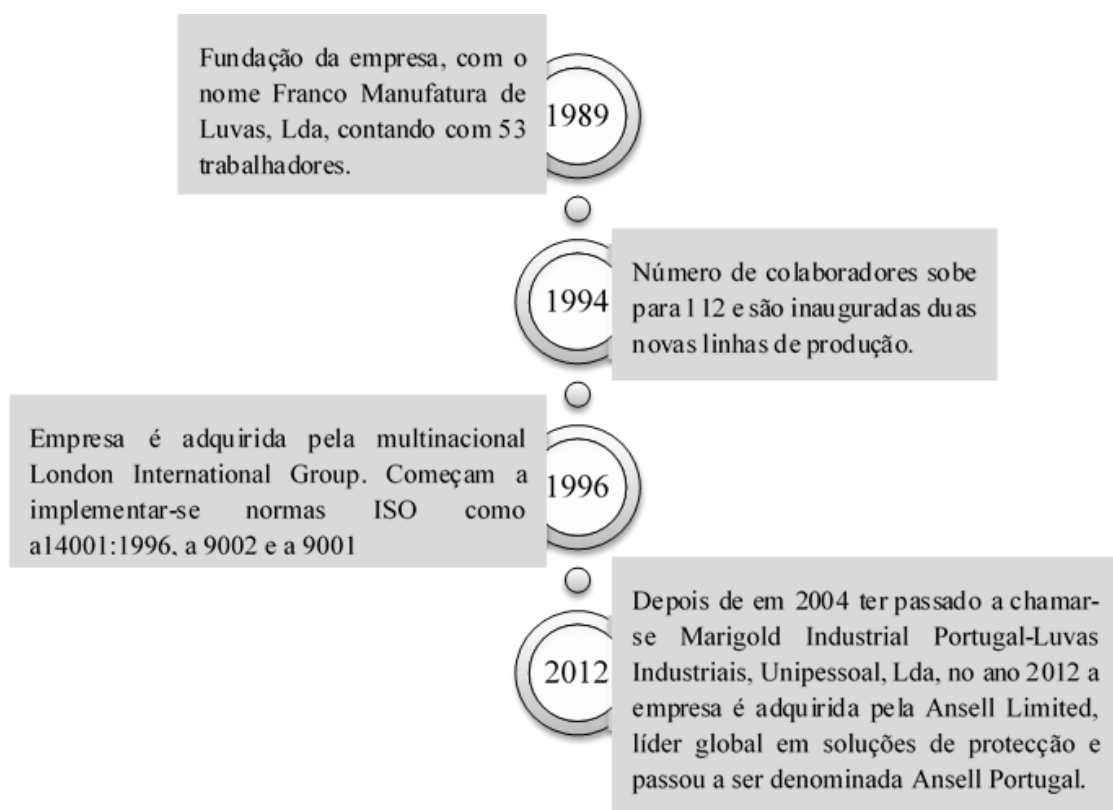 Fundação da empresa, com o
nome Franco Manufatura de
Luvas, Lda, contando com 53
trabalhadores.
1989
1994
Número de colaboradores sobe
para 112 e são inauguradas duas
novas linhas de produção.
Empresa é adquirida pela multinacional
London International Group. Começam a
implementar-se normas ISO como
a14001:1996, a 9002 e a 9001
1996
2012
Depois de em 2004 ter passado a chamar-
se Marigold Industrial Portugal-Luvas
Industriais, Unipessoal, Lda, no ano 2012 a
empresa é adquirida pela Ansell Limited,
líder global em soluções de protecção e
passou a ser denominada Ansell Portugal.